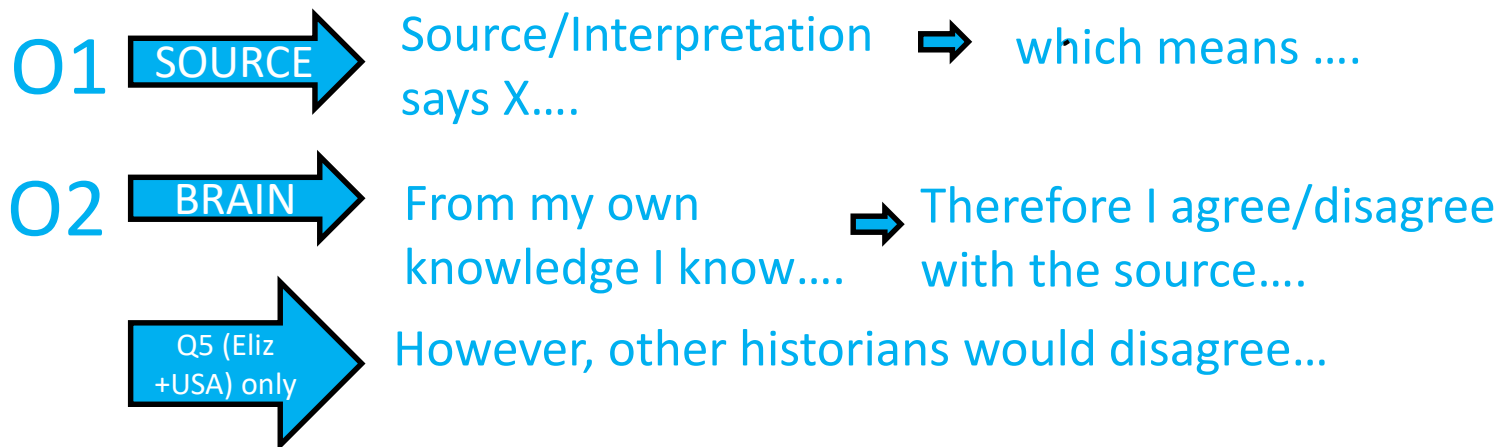 O1 SOURCE Source/Interpretation which means ....
says X....
O2 BRAIN From my own Therefore I agree/disagree
knowledge I know.... with the source....
Q5 (Eliz
+USA) only
However, other historians would disagree...